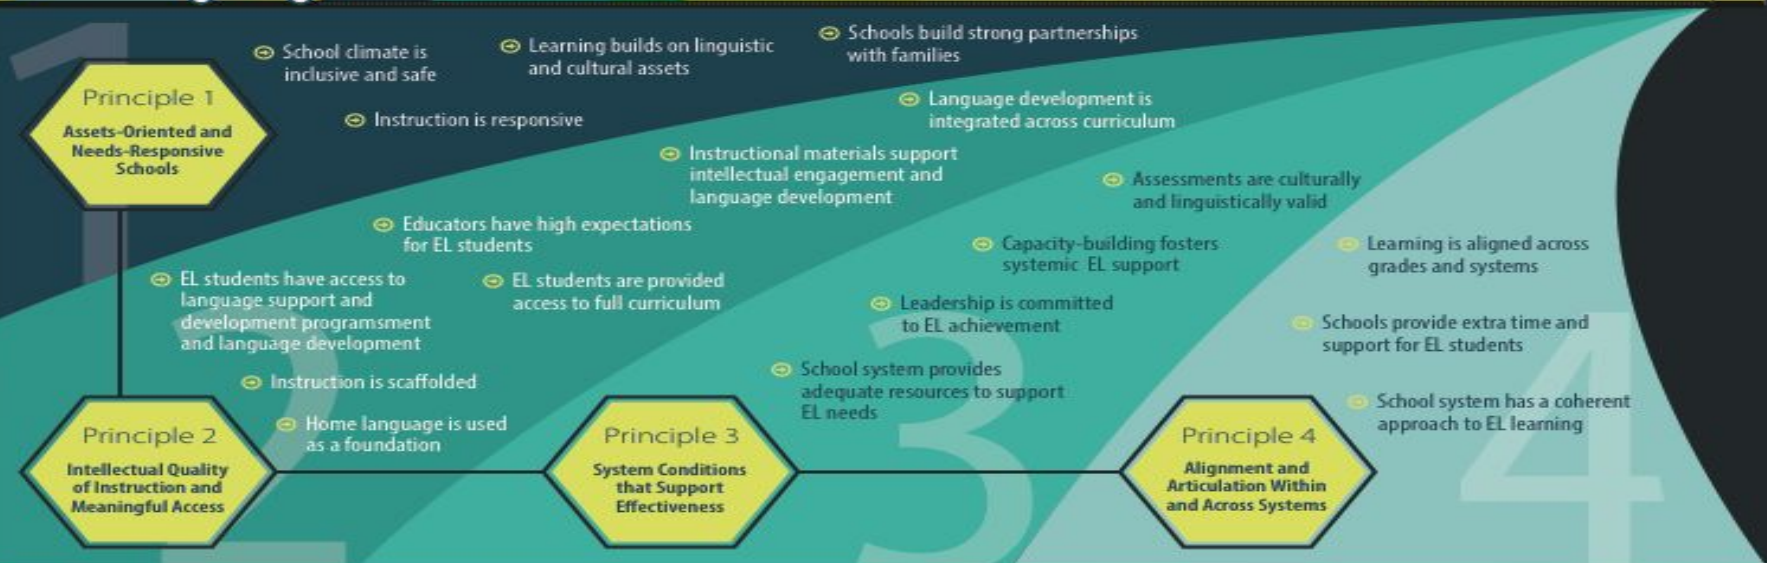 1
Principle 1
Assets-Oriented and
Needs-Responsive
Schools
School climate is
inclusive and safe
Learning builds on linguistic
and cultural assets
Schools build strong partnerships
with families
Instruction is responsive
Language development is
integrated across curriculum
Instructional materials support
intellectual engagement and
language development
Educators have high expectations
for EL students
EL students have access to
language support and
development programsment
and language development
EL students are provided
access to full curriculum
Instruction is scaffolded
Home language is used
as a foundation
2
Principle 2
Intellectual Quality
of Instruction and
Meaningful Access
Assessments are culturally
and linguistically valid
Capacity-building fosters
systemic EL support
Leadership is committed
to EL achievement
School system provides
adequate resources to support
EL needs
3
Principle 3
System Conditions
that Support
Effectiveness
Learning is aligned across
grades and systems
Schools provide extra time and
support for EL students
School system has a coherent
approach to EL learning
4
Principle 4
Alignment and
Articulation Within
and Across Systems